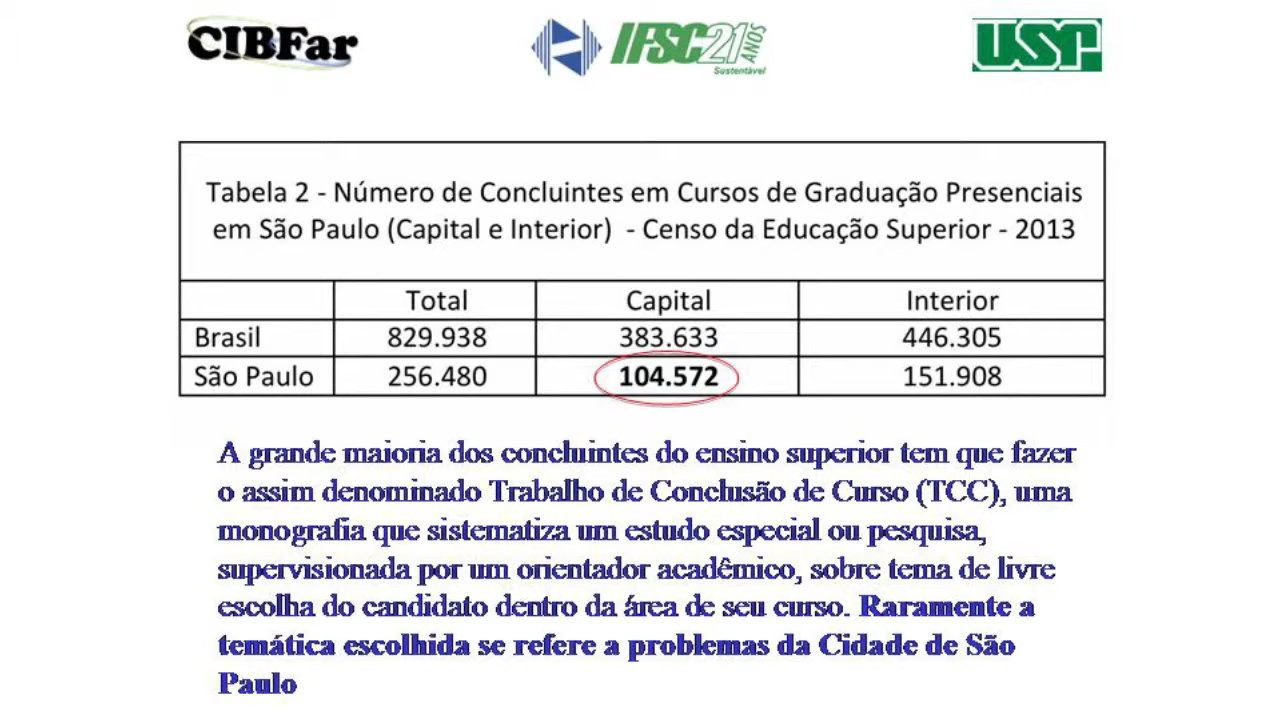 CIBFar
IFSC 21 ANOS
Sustentável
USP
Tabela 2 - Número de Concluintes em Cursos de Graduação Presenciais
em São Paulo (Capital e Interior) - Censo da Educação Superior - 2013
Total Capital Interior
Brasil 829.938 383.633 446.305
São Paulo 256.480 104.572 151.908
A grande maioria dos concluintes do ensino superior tem que fazer
o assim denominado Trabalho de Conclusão de Curso (TCC), uma
monografia que sistematiza um estudo especial ou pesquisa,
supervisionada por um orientador acadêmico, sobre tema de livre
escolha do candidato dentro da área de seu curso. Raramente a
temática escolhida se refere a problemas da Cidade de São
Paulo